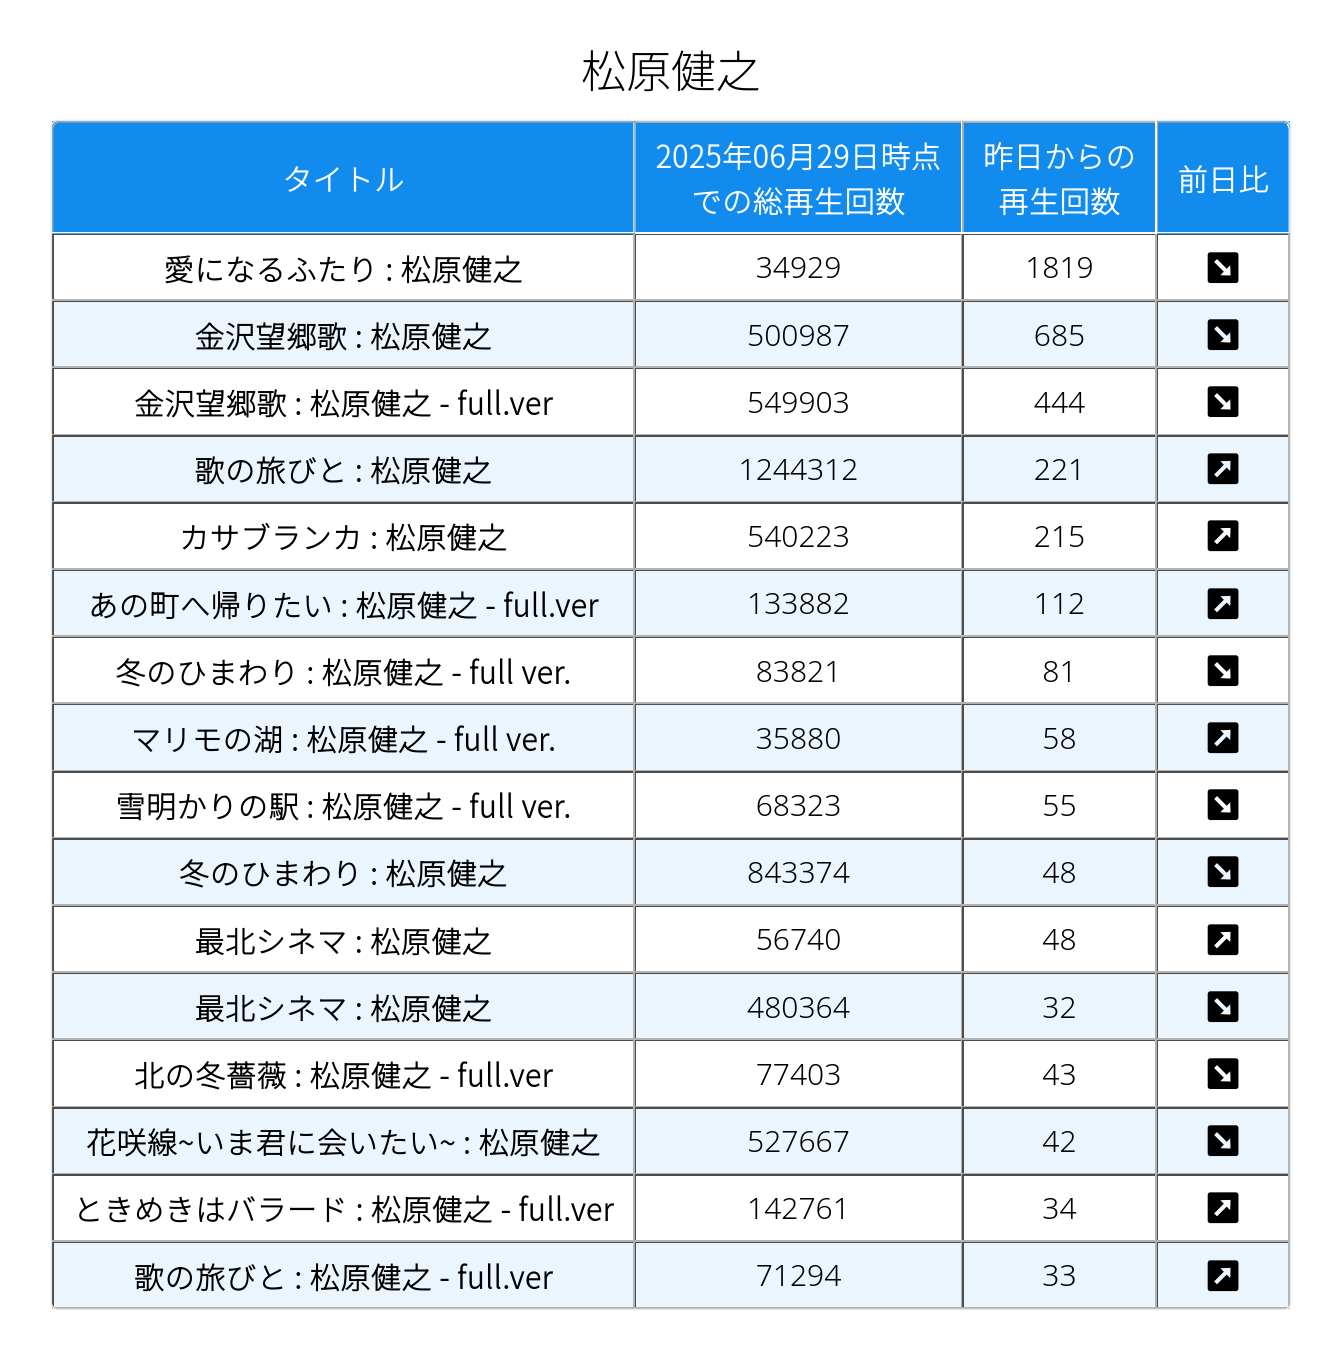 松原健之
タイトル
2025年06月29日時点
での総再生回数
昨日からの
再生回数
前日比
愛になるふたり : 松原健之 34929 1819
金沢望郷歌 : 松原健之 500987 685
金沢望郷歌 : 松原健之 - full.ver 549903 444
歌の旅びと : 松原健之 1244312 221
カサブランカ : 松原健之 540223 215
あの町へ帰りたい : 松原健之 - full.ver 133882 112
冬のひまわり : 松原健之 - full ver. 83821 81
マリモの湖 : 松原健之 - full ver. 35880 58
雪明かりの駅 : 松原健之 - full ver. 68323 55
冬のひまわり : 松原健之 843374 48
最北シネマ : 松原健之 56740 48
最北シネマ : 松原健之 480364 32
北の冬薔薇 : 松原健之 - full.ver 77403 43
花咲線~いま君に会いたい~ : 松原健之 527667 42
ときめきはバラード : 松原健之 - full.ver 142761 34
歌の旅びと : 松原健之 - full.ver 71294 33